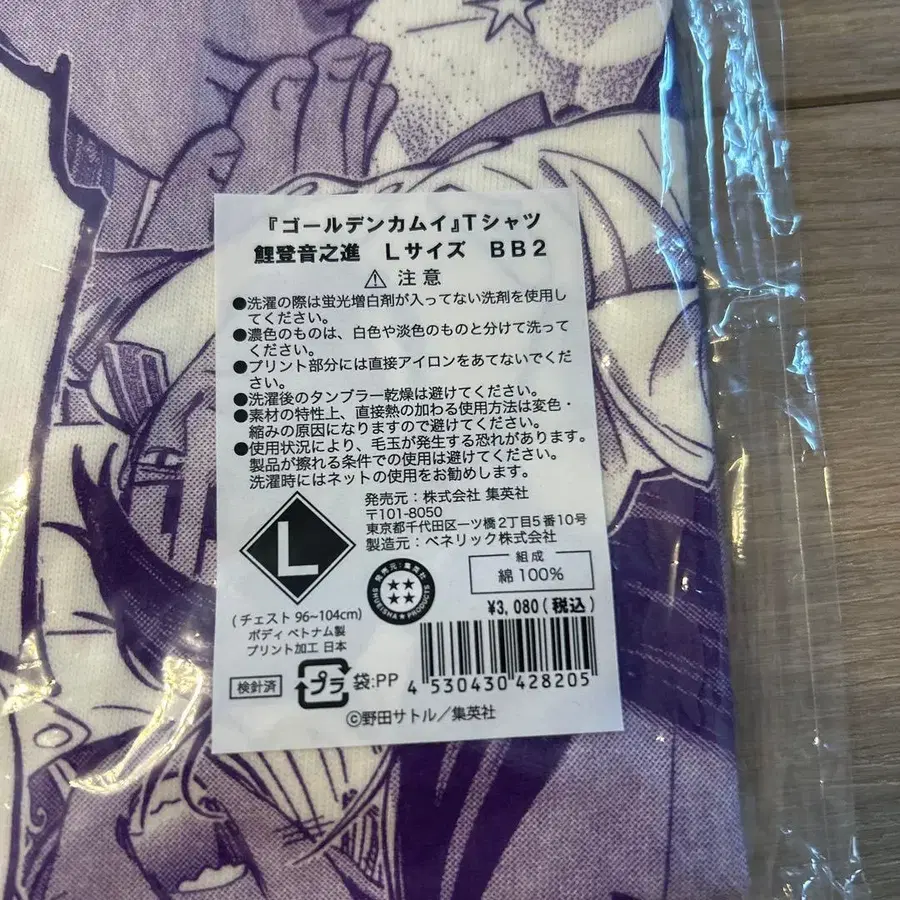 『ゴールデンカムイ』Tシャツ
鯉登音之進 Lサイズ BB2
注意
●洗濯の際は蛍光増白剤が入ってない洗剤を使用し
てください。
●濃色のものは、白色や淡色のものと分けて洗って
ください。
●プリント部分には直接アイロンをあてないでくだ
さい。
●洗濯後のタンブラー乾燥は避けてください。
●素材の特性上、直接熱の加わる使用方法は変色・
縮みの原因になりますので避けてください。
●使用状況により、毛玉が発生する恐れがあります。
製品が擦れる条件での使用は避けてください。
洗濯時にはネットの使用をお勧めします。
発売元：株式会社 集英社
〒101-8050
東京都千代田区一ツ橋2丁目5番10号
製造元：ベネリック株式会社
L
発売元：集英社
SHUEISHA★PRODUCTS
組成
綿100%
¥3,080(税込)
(チェスト 96~104cm)
ボディ ベトナム製
プリント加工 日本
検針済
プラ
袋:PP
4 530430 428205
©野田サトル／集英社